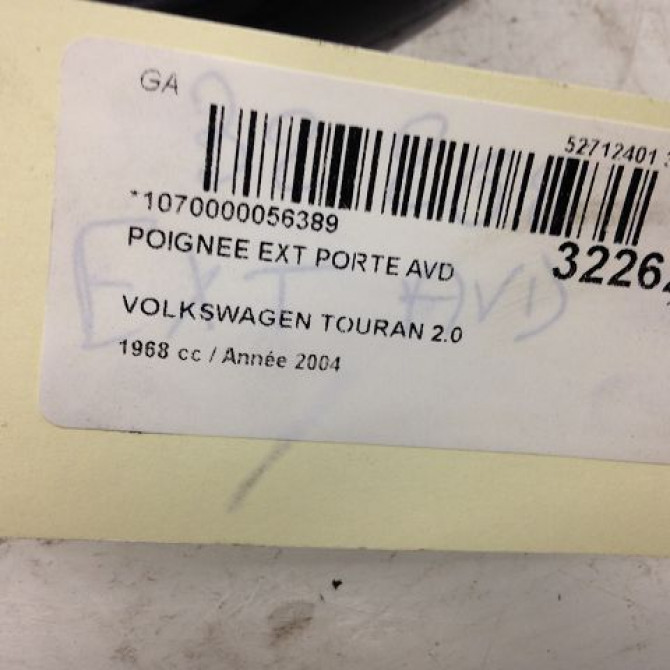 GA
52712401
*1070000056389
POIGNEE EXT PORTE AVD
3226
VOLKSWAGEN TOURAN 2.0
1968 cc / Année 2004
EXT AVD